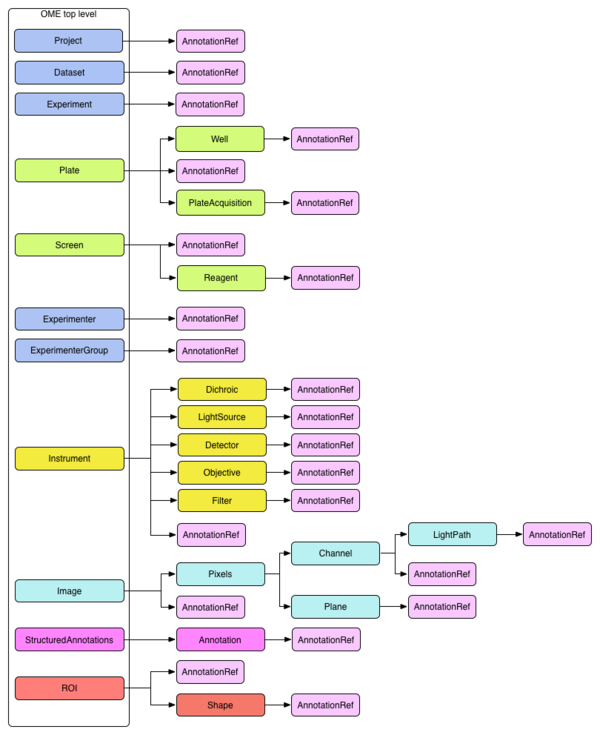 OME top level
Project AnnotationRef
Dataset AnnotationRef
Experiment AnnotationRef
Well AnnotationRef
Plate AnnotationRef
PlateAcquisition AnnotationRef
Screen AnnotationRef
Reagent AnnotationRef
Experimenter AnnotationRef
ExperimenterGroup AnnotationRef
Dichroic AnnotationRef
LightSource AnnotationRef
Detector AnnotationRef
Instrument
Objective AnnotationRef
Filter AnnotationRef
AnnotationRef
LightPath AnnotationRef
Channel
Pixels AnnotationRef
Image
AnnotationRef Plane AnnotationRef
StructuredAnnotations Annotation AnnotationRef
AnnotationRef
ROI
Shape AnnotationRef